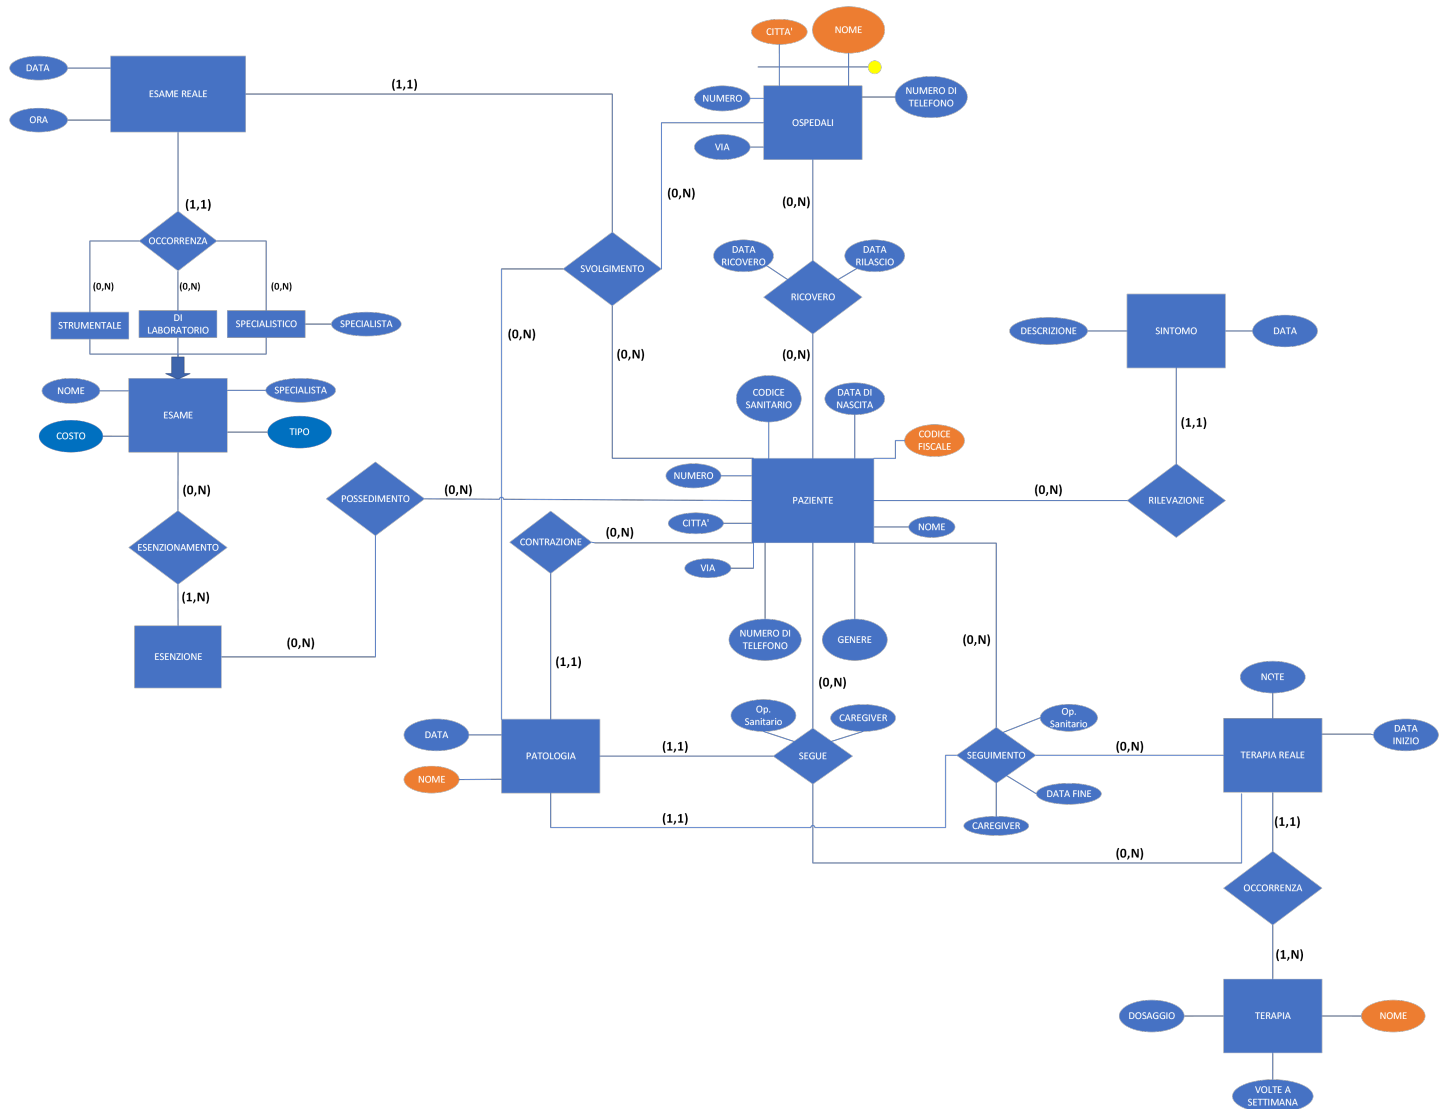 CITTA'
NOME
DATA
ESAME REALE
(1,1)
NUMERO
NUMERO DI
TELEFONO
ORA
OSPEDALI
VIA
(0,N)
(0,N)
(1,1)
OCCORRENZA
DATA
RICOVERO
DATA
RILASCIO
SVOLGIMENTO
RICOVERO
(0,N)
(0,N)
(0,N)
STRUMENTALE
DI
LABORATORIO
SPECIALISTICO
SPECIALISTA
DESCRIZIONE
SINTOMO
DATA
(0,N)
(0,N)
(0,N)
NOME
SPECIALISTA
ESAME
COSTO
TIPO
CODICE
SANITARIO
DATA DI
NASCITA
CODICE
FISCALE
(1,1)
NUMERO
(0,N)
POSSEDIMENTO
(0,N)
PAZIENTE
(0,N)
RILEVAZIONE
CITTA'
NOME
ESENZIONAMENTO
CONTRAZIONE
(0,N)
VIA
(1,N)
NUMERO DI
TELEFONO
GENERE
(0,N)
ESENZIONE
(0,N)
(1,1)
(0,N)
NOTE
Op.
Sanitario
CAREGIVER
Op.
Sanitario
DATA
PATOLOGIA
(1,1)
SEGUE
SEGUIMENTO
(0,N)
TERAPIA REALE
DATA
INIZIO
NOME
DATA FINE
(1,1)
CAREGIVER
(1,1)
(0,N)
OCCORRENZA
(1,N)
DOSAGGIO
TERAPIA
NOME
VOLTE A
SETTIMANA